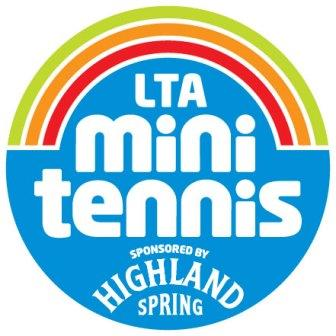 LTA
mini
tennis
SPONSORED BY
HIGHLAND
SPRING